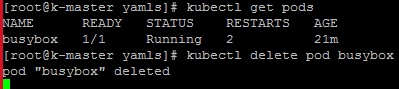 [root@k-master yamls]# kubectl get pods
NAME READY STATUS RESTARTS AGE
busybox 1/1 Running 2 21m
[root@k-master yamls]# kubectl delete pod busybox
pod "busybox" deleted